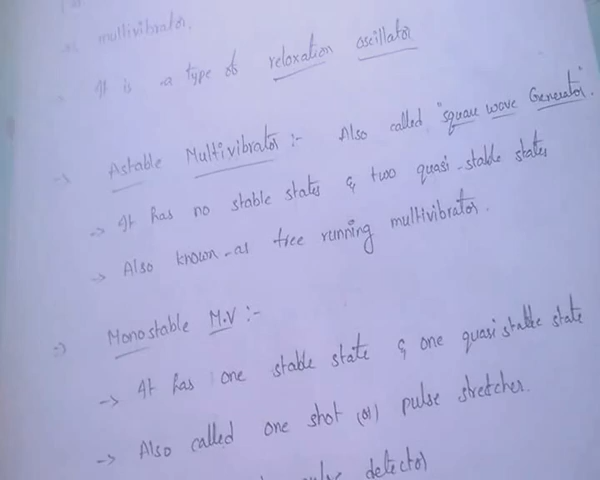 multivibrator.
→ It is a type of reloxation oscillator
→ Astable Multivibrator :- Also called "square wave Generator".
→ It has no stable states & two quasi-stable states
→ Also known as free running multivibrator.
⇒ Monostable M.V :-
→ It has one stable state & one quasi stable state
→ Also called one shot (or) pulse stretcher.
pulse detector